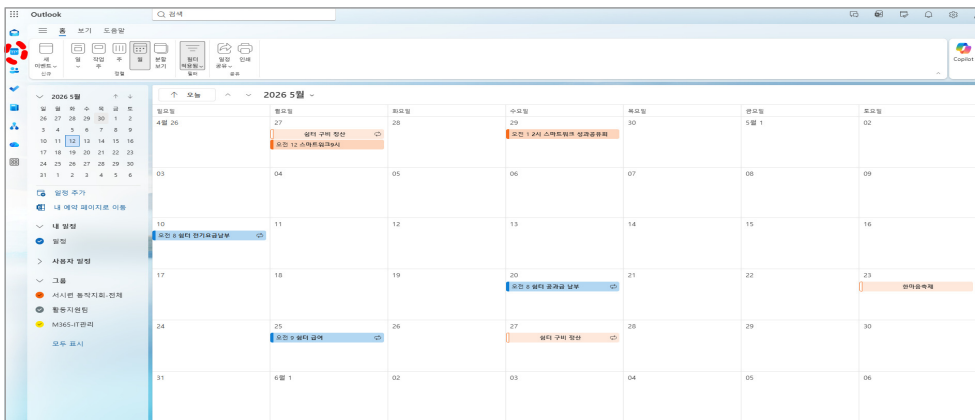 Outlook
검색
홈 보기 도움말
새 이벤트
일
작업 주
주
월
분할 보기
필터 적용됨
일정 공유
인쇄
신규 정렬 필터 공유
Copilot
2026 5월
일 월 화 수 목 금 토
26 27 28 29 30 1 2
3 4 5 6 7 8 9
10 11 12 13 14 15 16
17 18 19 20 21 22 23
24 25 26 27 28 29 30
31 1 2 3 4 5 6
일정 추가
내 예약 페이지로 이동
내 일정
일정
사용자 일정
그룹
서시련 동작지회-전체
활동지원팀
M365-IT관리
모두 표시
오늘 2026 5월
일요일 월요일 화요일 수요일 목요일 금요일 토요일
4월 26 27 28 29 30 5월 1 02
쉼터 구비 정산
오전 12 스마트워크9시
오전 1 2시 스마트워크 성과공유회
03 04 05 06 07 08 09
10 11 12 13 14 15 16
오전 8 쉼터 전기요금납부
17 18 19 20 21 22 23
오전 8 쉼터 공과금 납부
한마음축제
24 25 26 27 28 29 30
오전 9 쉼터 급여
쉼터 구비 정산
31 6월 1 02 03 04 05 06